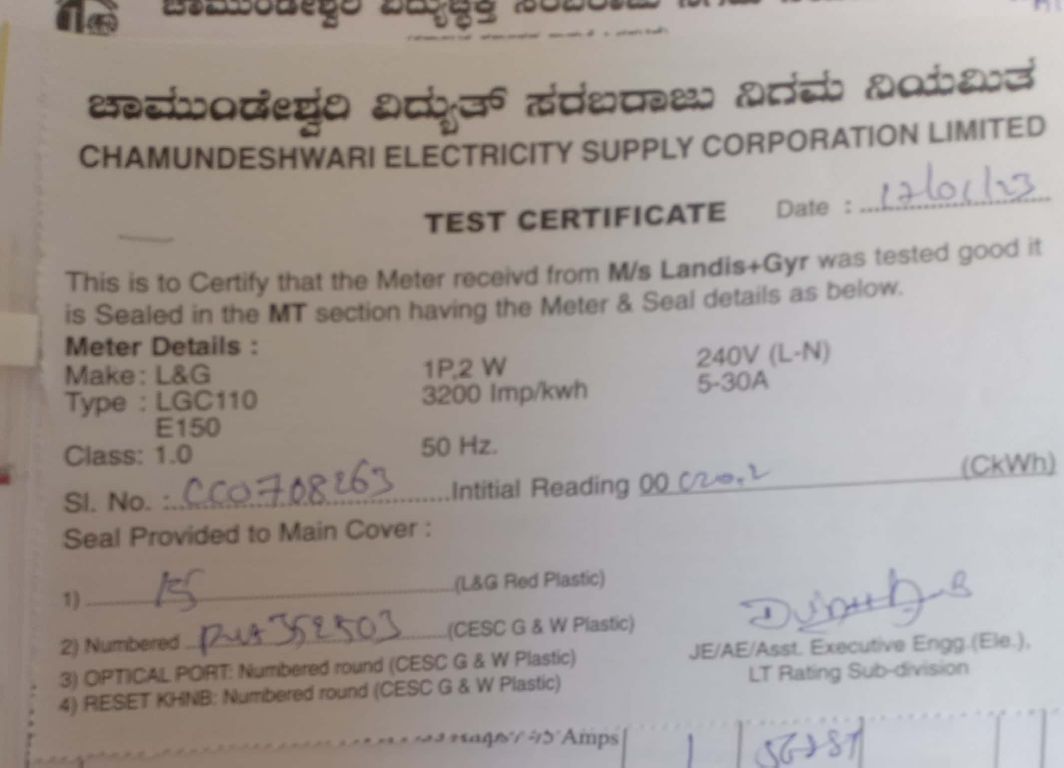 ಚಾಮುಂಡೇಶ್ವರಿ ವಿದ್ಯುತ್ ಸರಬರಾಜು ನಿಗಮ ನಿಯಮಿತ
CHAMUNDESHWARI ELECTRICITY SUPPLY CORPORATION LIMITED
TEST CERTIFICATE Date : 17/01/23
This is to Certify that the Meter receivd from M/s Landis+Gyr was tested good it
is Sealed in the MT section having the Meter & Seal details as below.
Meter Details :
Make: L&G 1P,2 W 240V (L-N)
Type : LGC110 3200 Imp/kwh 5-30A
E150
Class: 1.0 50 Hz.
Sl. No. : CC0708263 Intitial Reading 00 (CkWh)
Seal Provided to Main Cover :
1) (L&G Red Plastic)
2) Numbered (CESC G & W Plastic)
3) OPTICAL PORT: Numbered round (CESC G & W Plastic)
4) RESET KHNB: Numbered round (CESC G & W Plastic)
JE/AE/Asst. Executive Engg.(Ele.),
LT Rating Sub-division
Amps 1